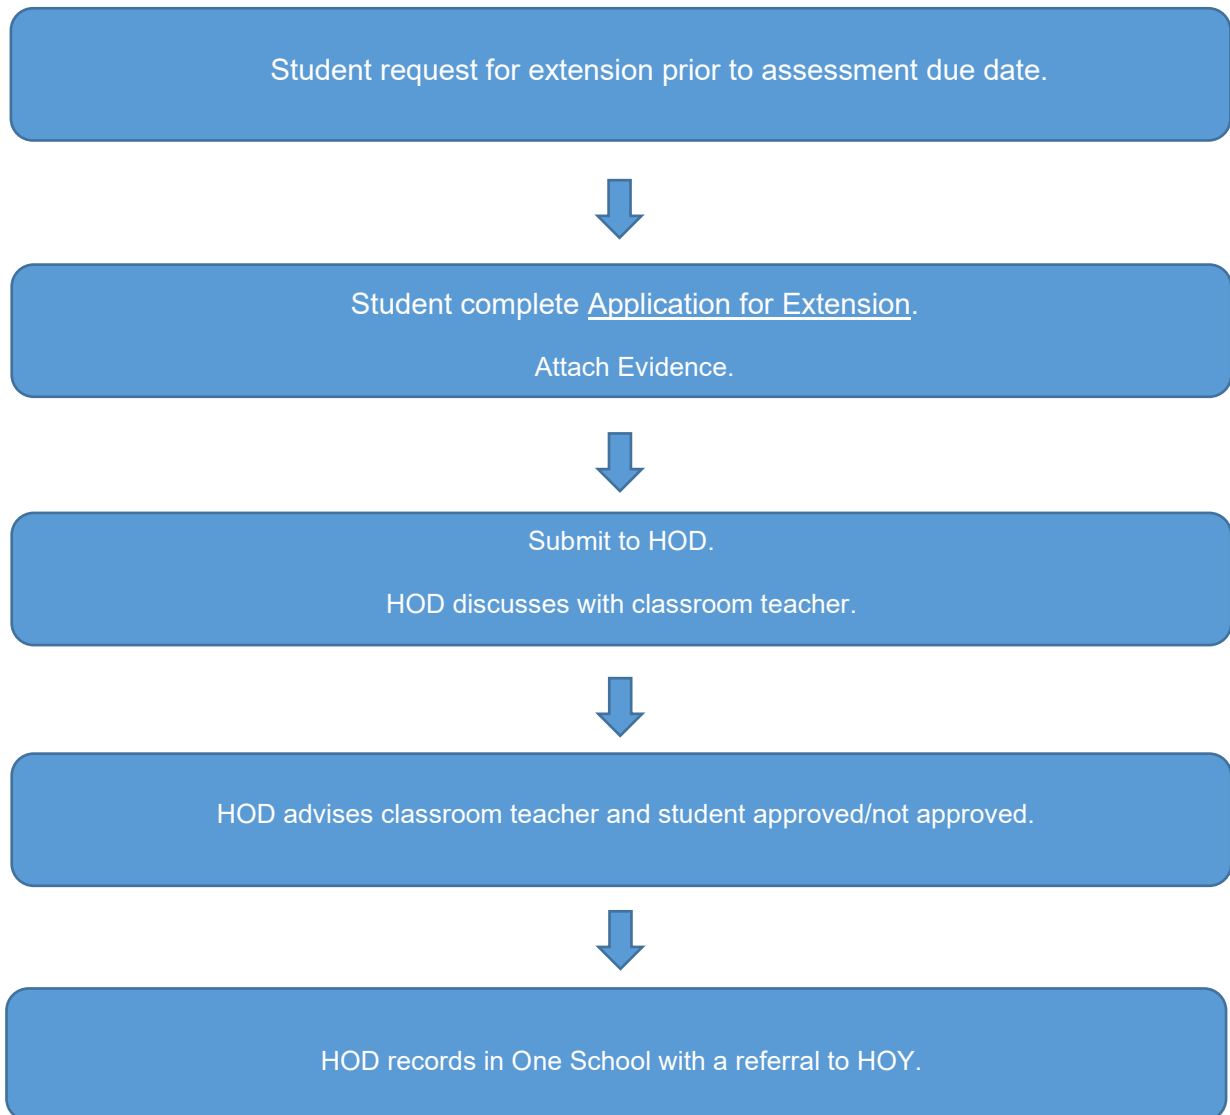 Student request for extension prior to assessment due date.
Student complete Application for Extension.
Attach Evidence.
Submit to HOD.
HOD discusses with classroom teacher.
HOD advises classroom teacher and student approved/not approved.
HOD records in One School with a referral to HOY.